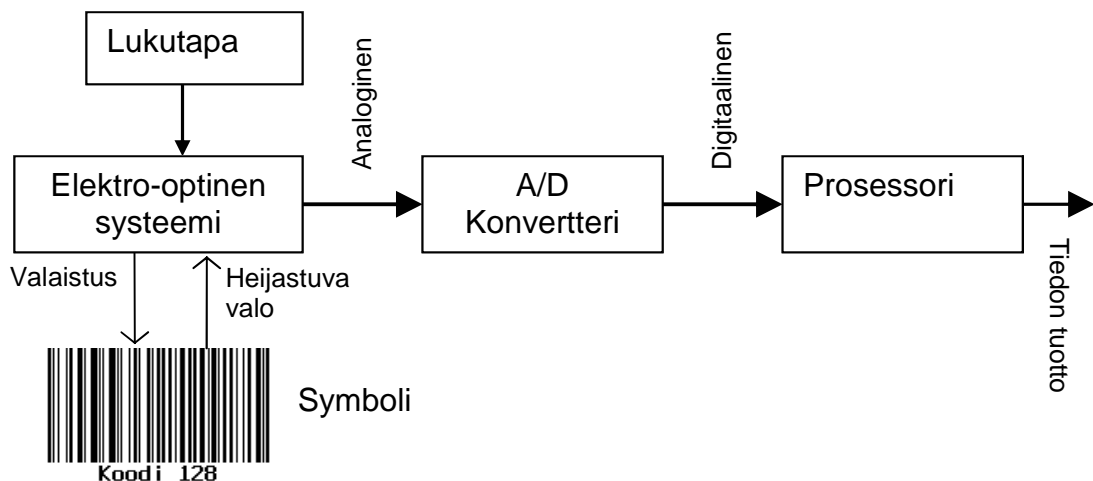 Lukutapa
Analoginen
Digitaalinen
Elektro-optinen
systeemi
A/D
Konvertteri
Prosessori
Valaistus
Heijastuva
valo
Tiedon tuotto
Symboli
Koodi 128